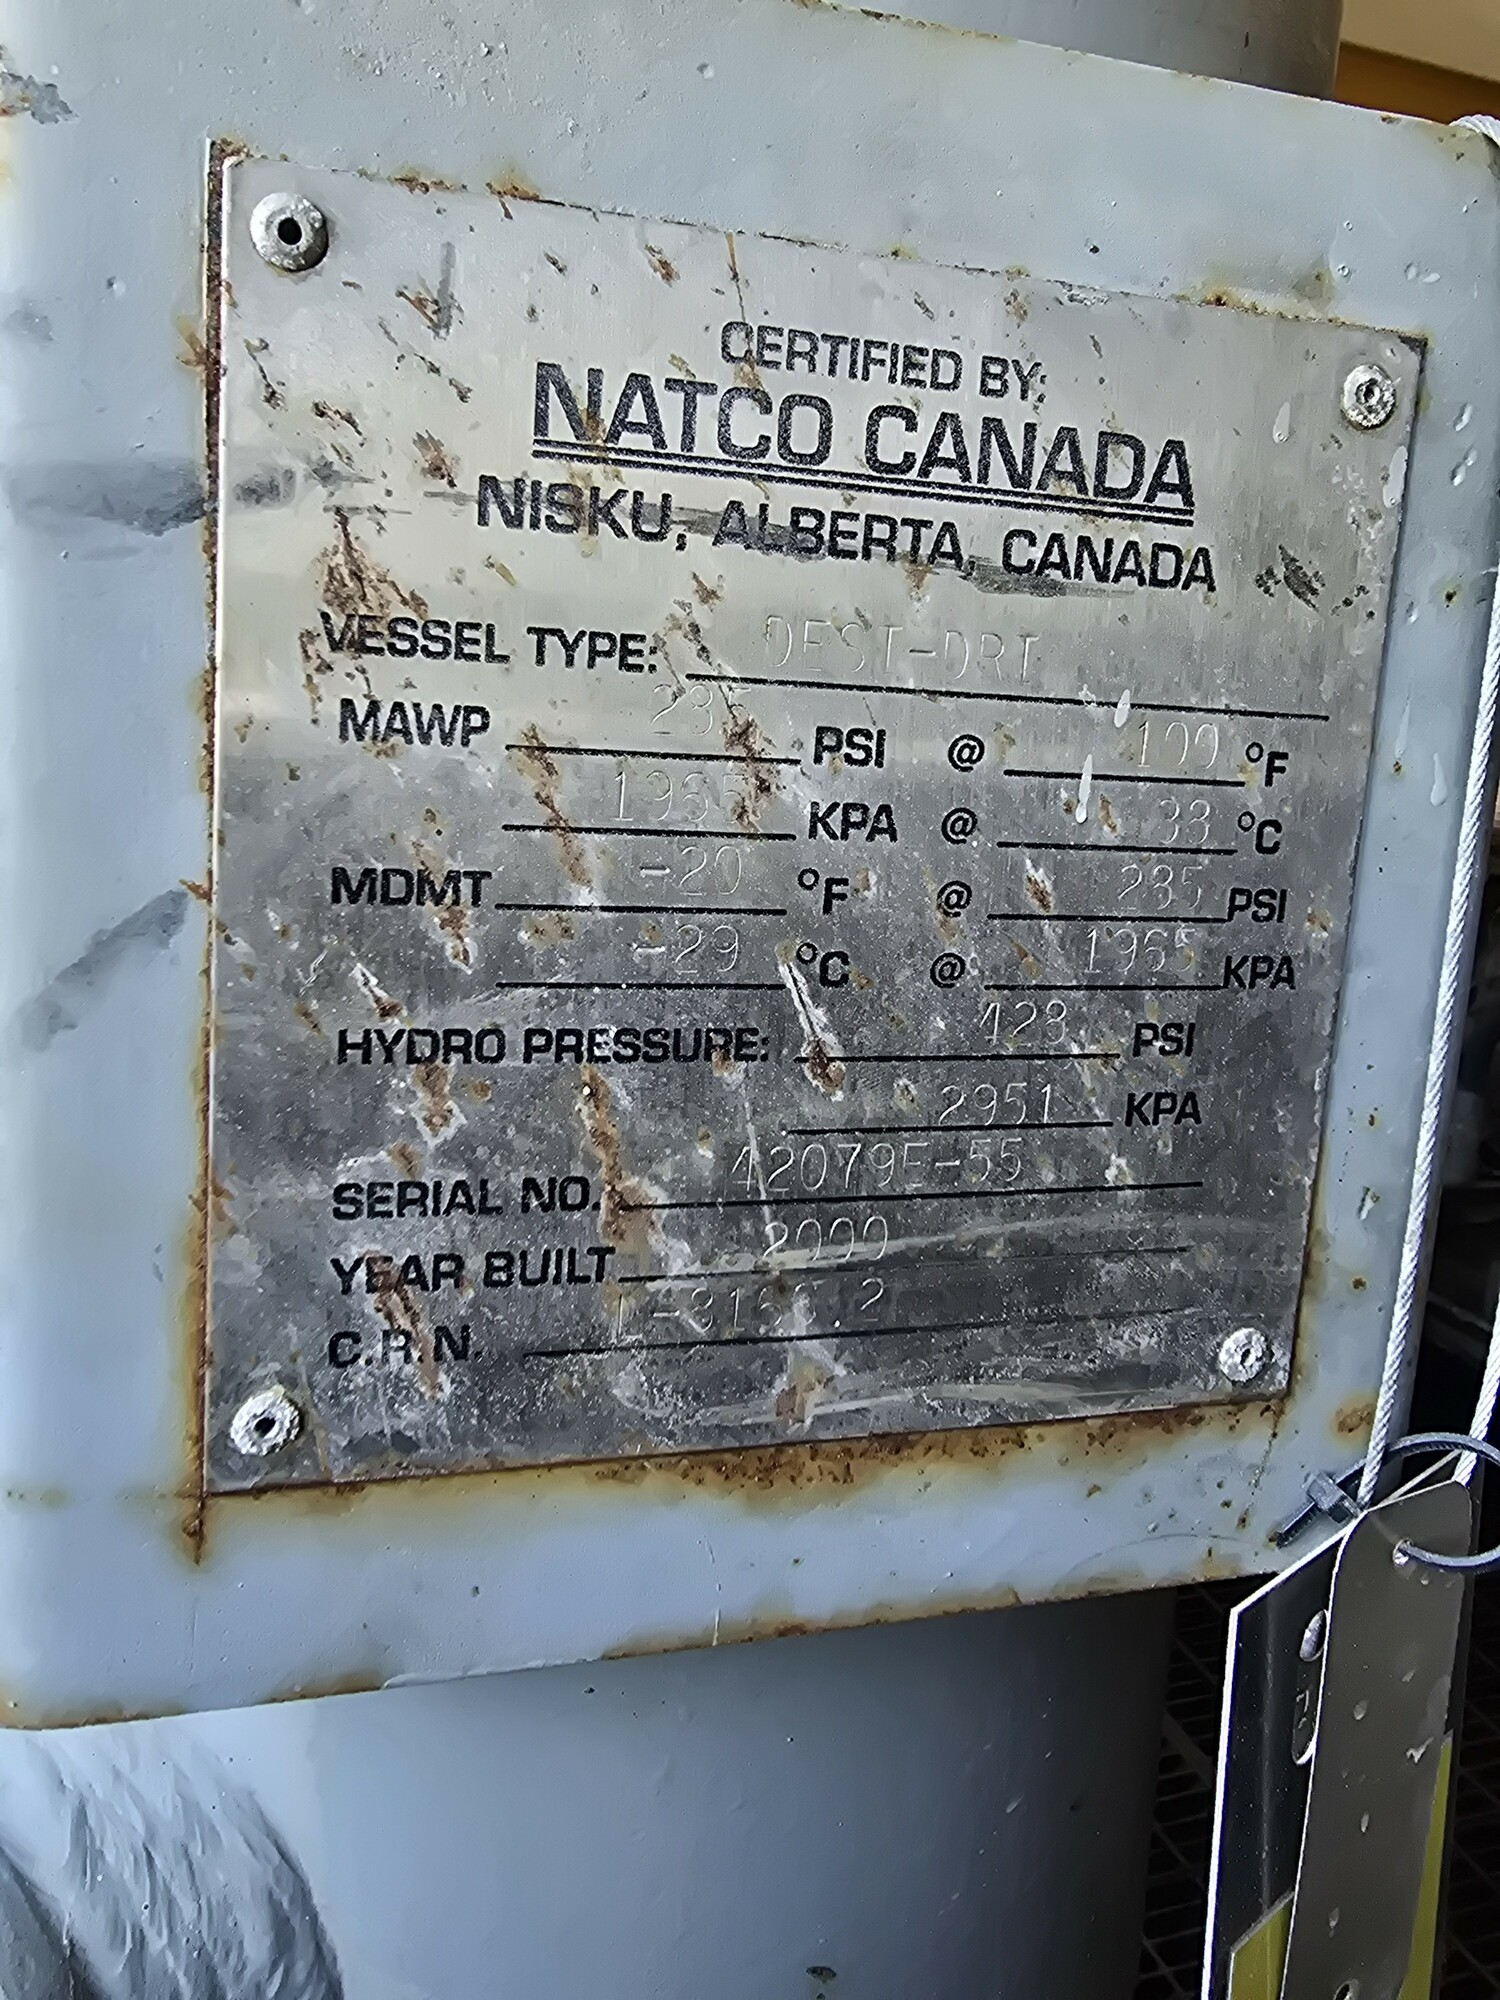 CERTIFIED BY:
NATCO CANADA
NISKU, ALBERTA, CANADA
VESSEL TYPE: DEST-DRT
MAWP 285 PSI @ 100 °F
1965 KPA @ 38 °C
MDMT -20 °F @ 285 PSI
-29 °C @ 1965 KPA
HYDRO PRESSURE: 428 PSI
2951 KPA
SERIAL NO. 42079E-55
YEAR BUILT 2000
C.R.N.